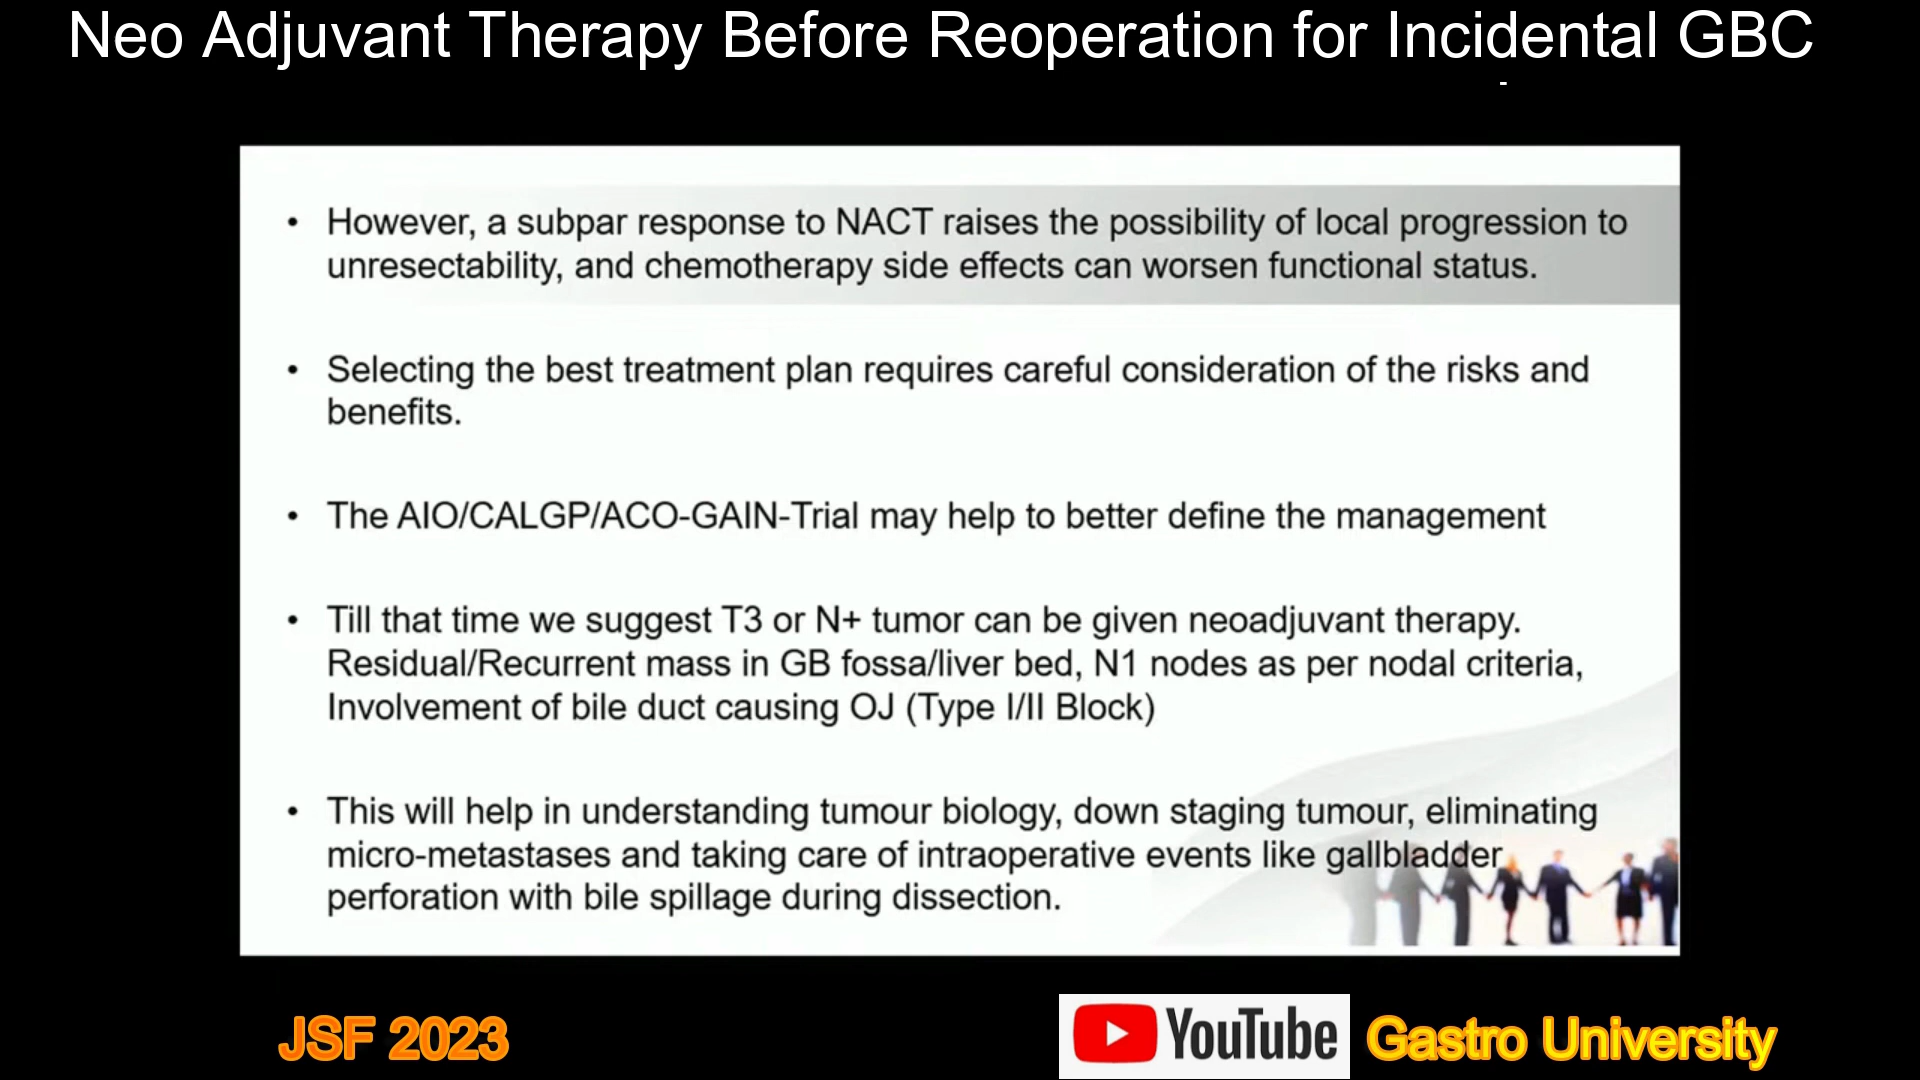 Neo Adjuvant Therapy Before Reoperation for Incidental GBC
-
• However, a subpar response to NACT raises the possibility of local progression to
unresectability, and chemotherapy side effects can worsen functional status.
• Selecting the best treatment plan requires careful consideration of the risks and
benefits.
• The AIO/CALGP/ACO-GAIN-Trial may help to better define the management
• Till that time we suggest T3 or N+ tumor can be given neoadjuvant therapy.
Residual/Recurrent mass in GB fossa/liver bed, N1 nodes as per nodal criteria,
Involvement of bile duct causing OJ (Type I/II Block)
• This will help in understanding tumour biology, down staging tumour, eliminating
micro-metastases and taking care of intraoperative events like gallbladder
perforation with bile spillage during dissection.
JSF 2023
YouTube
Gastro University